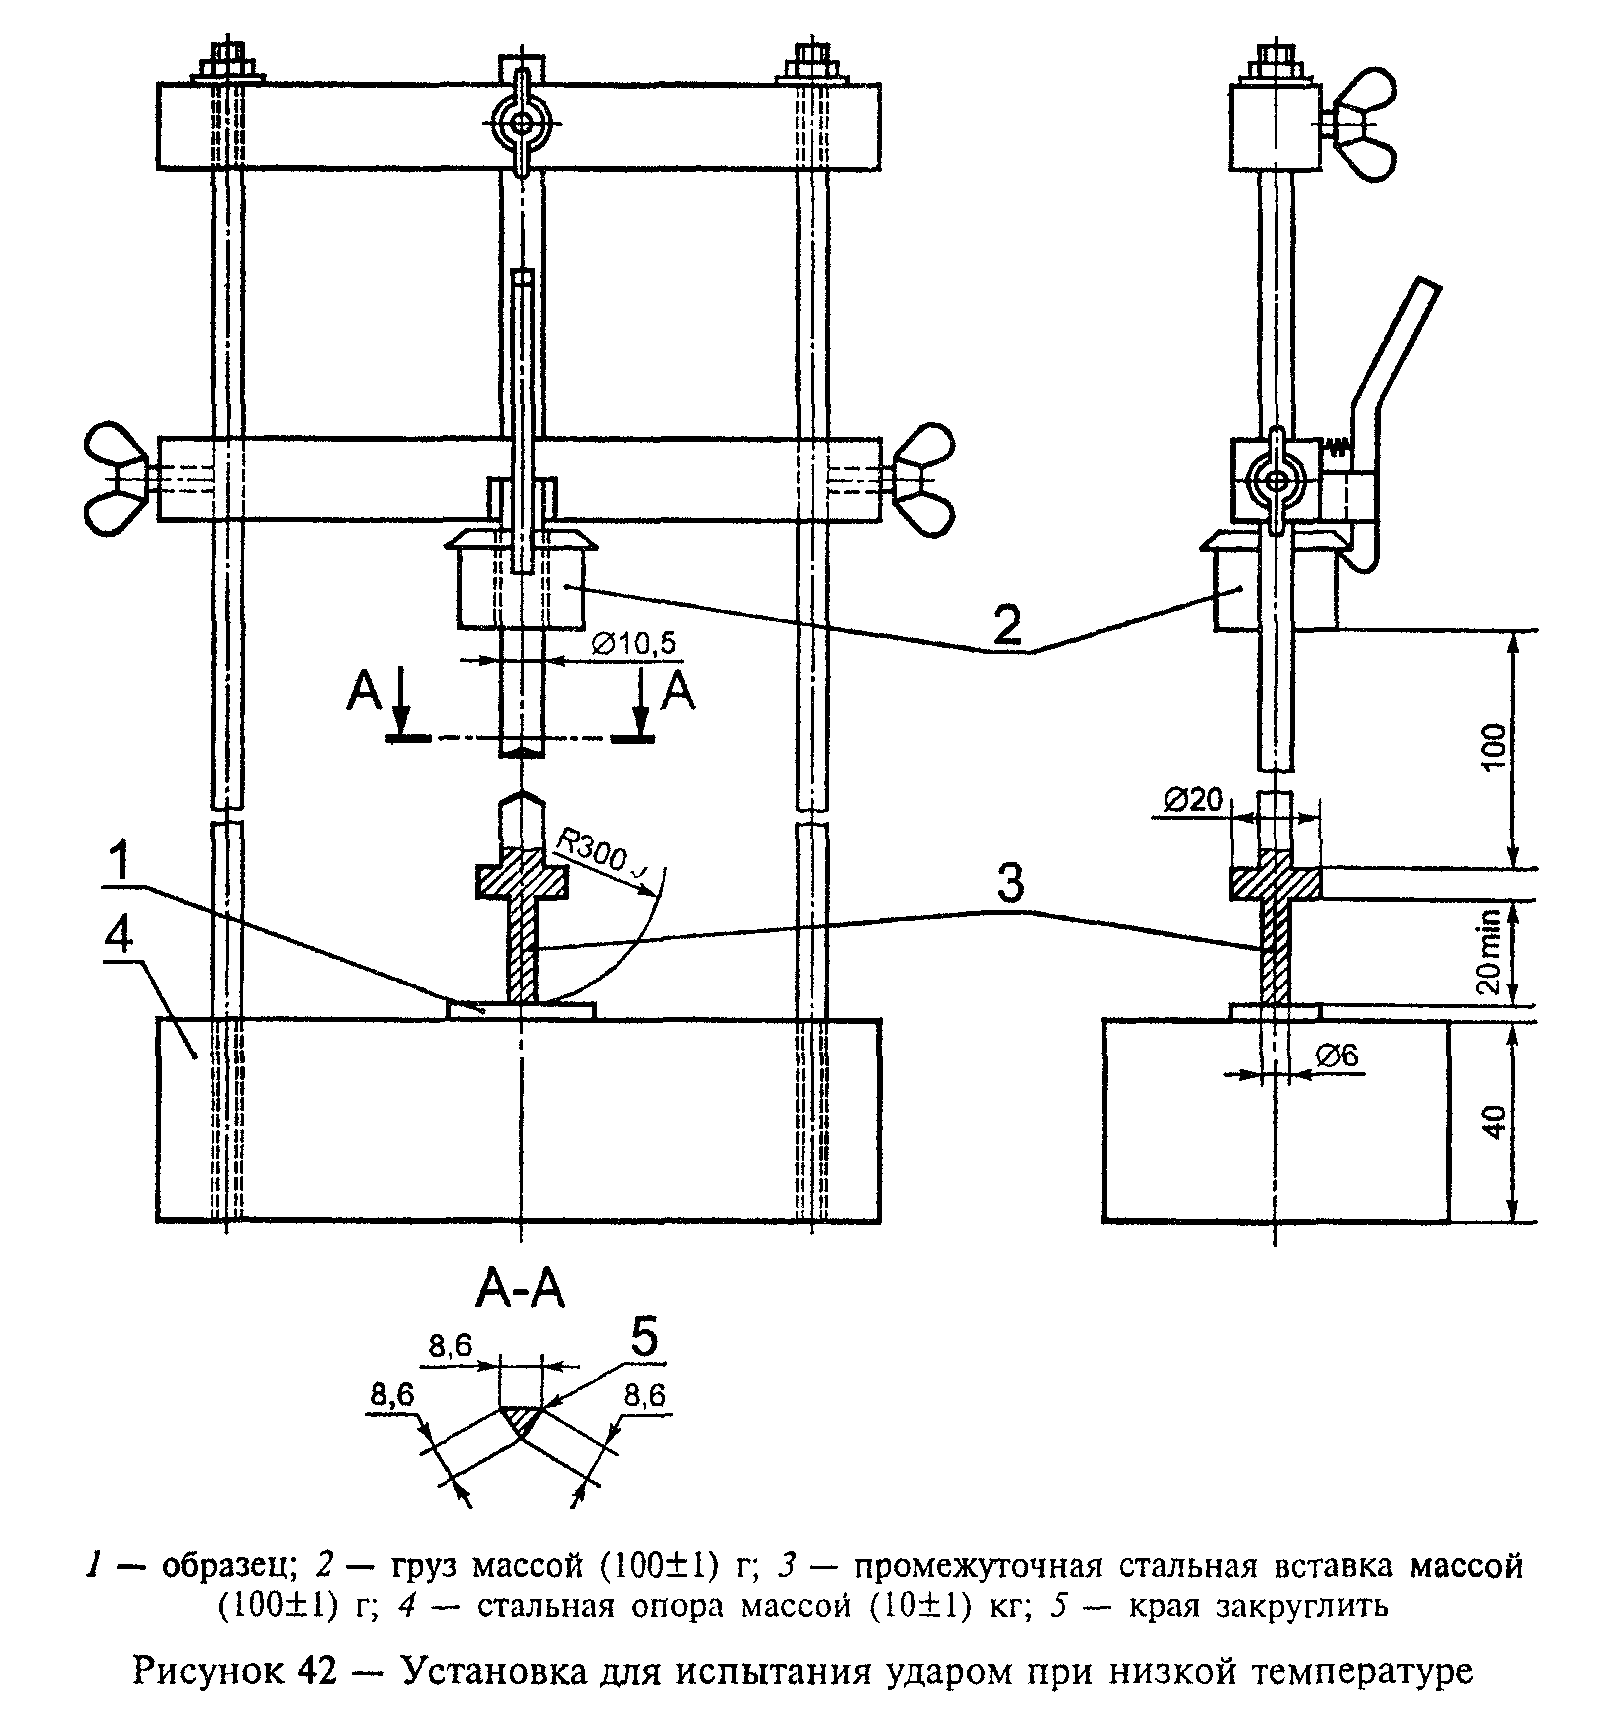 2
Ø10,5
А
А
100
Ø20
R300
1
3
4
20 min
Ø6
40
А-А
8,6
5
8,6
8,6
1 — образец; 2 — груз массой (100±1) г; 3 — промежуточная стальная вставка массой
(100±1) г; 4 — стальная опора массой (10±1) кг; 5 — края закруглить
Рисунок 42 — Установка для испытания ударом при низкой температуре